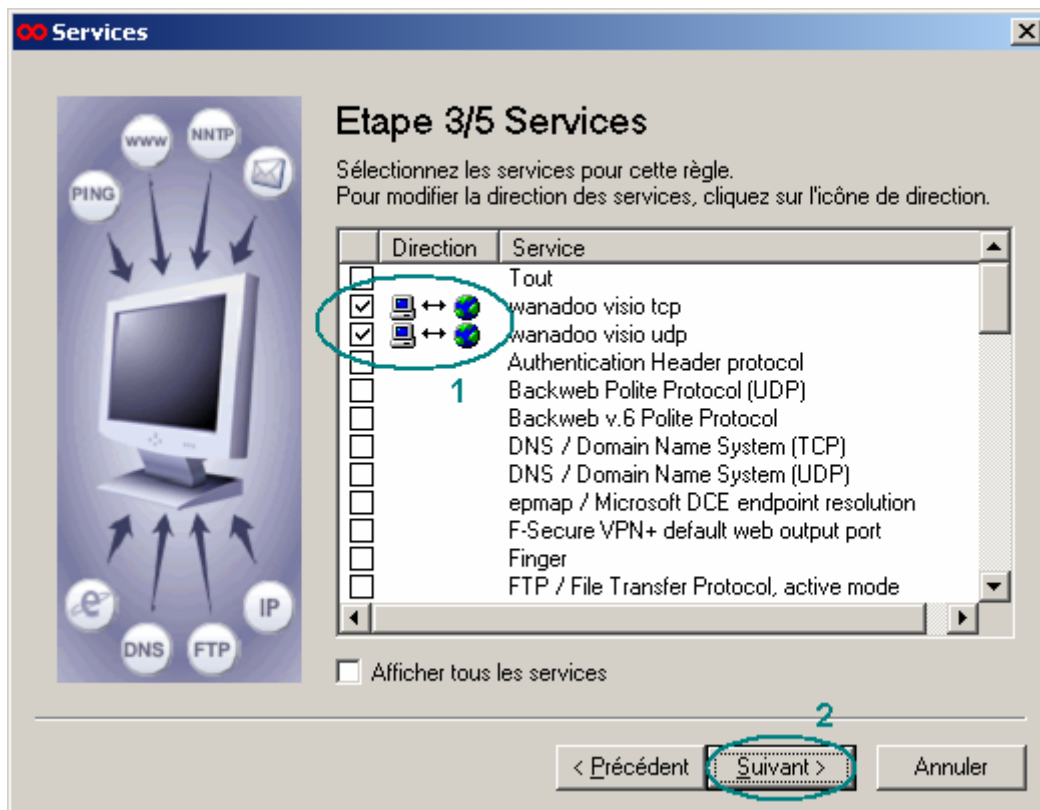 Services
www
NNTP
PING
Etape 3/5 Services
Sélectionnez les services pour cette règle.
Pour modifier la direction des services, cliquez sur l'icône de direction.
Direction Service
Tout
wanadoo visio tcp
wanadoo visio udp
Authentication Header protocol
1
Backweb Polite Protocol (UDP)
Backweb v.6 Polite Protocol
DNS / Domain Name System (TCP)
DNS / Domain Name System (UDP)
epmap / Microsoft DCE endpoint resolution
F-Secure VPN+ default web output port
Finger
FTP / File Transfer Protocol, active mode
e
IP
DNS
FTP
Afficher tous les services
2
< Précédent
Suivant >
Annuler